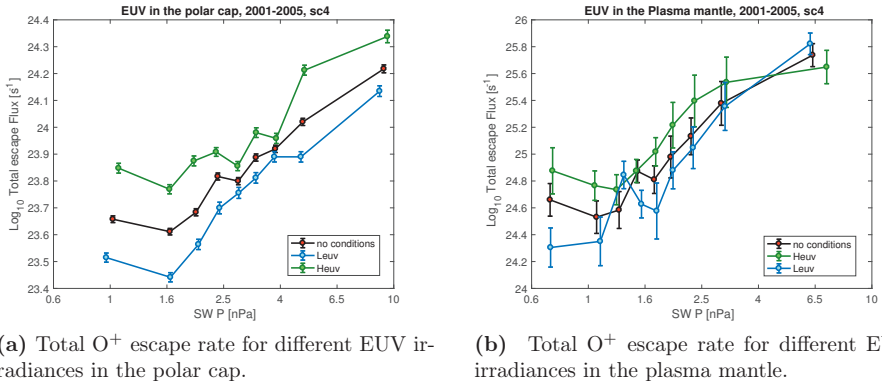 EUV in the polar cap, 2001-2005, sc4
Log10 Total escape Flux [s-1]
24.4
24.3
24.2
24.1
24
23.9
23.8
23.7
23.6
23.5
23.4
0.6 1 1.6 2.5 4 10
SW P [nPa]
no conditions
Leuv
Heuv
EUV in the Plasma mantle, 2001-2005, sc4
Log10 Total escape Flux [s-1]
26
25.8
25.6
25.4
25.2
25
24.8
24.6
24.4
24.2
24
0.6 1 1.6 2.5 4 6.5 10
SW P [nPa]
no conditions
Heuv
Leuv
(a) Total O+ escape rate for different EUV ir-
radiances in the polar cap.
(b) Total O+ escape rate for different E
irradiances in the plasma mantle.